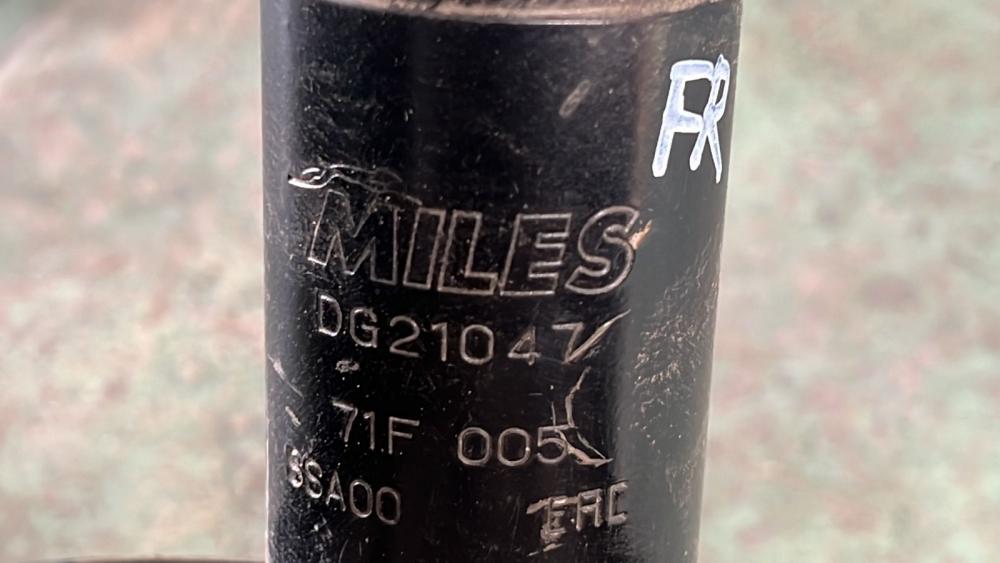 FR
MILES
DG21047
71F 005
SSA00
EAC